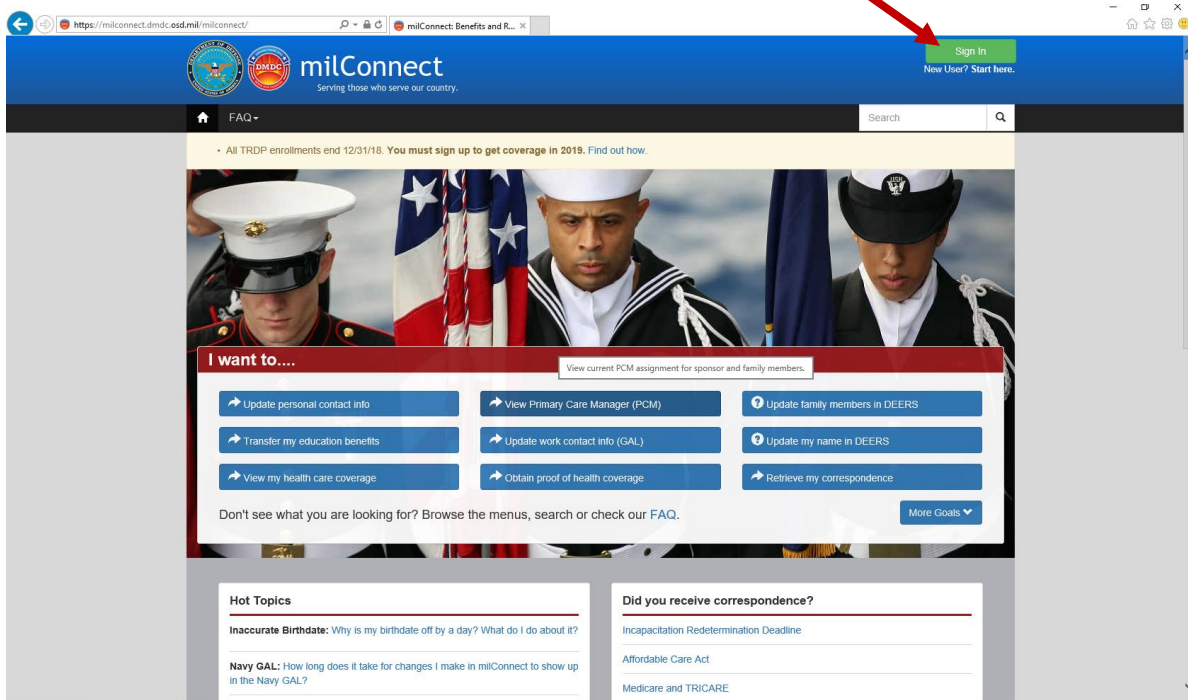 https://milconnect.dmdc.osd.mil/milconnect/
milConnect: Benefits and R...
DMDC
milConnect
Serving those who serve our country.
Sign In
New User? Start here.
FAQ
Search
• All TRDP enrollments end 12/31/18. You must sign up to get coverage in 2019. Find out how.
I want to....
View current PCM assignment for sponsor and family members.
Update personal contact info
View Primary Care Manager (PCM)
Update family members in DEERS
Transfer my education benefits
Update work contact info (GAL)
Update my name in DEERS
View my health care coverage
Obtain proof of health coverage
Retrieve my correspondence
Don't see what you are looking for? Browse the menus, search or check our FAQ.
More Goals
Hot Topics
Inaccurate Birthdate: Why is my birthdate off by a day? What do I do about it?
Navy GAL: How long does it take for changes I make in milConnect to show up
in the Navy GAL?
Did you receive correspondence?
Incapacitation Redetermination Deadline
Affordable Care Act
Medicare and TRICARE